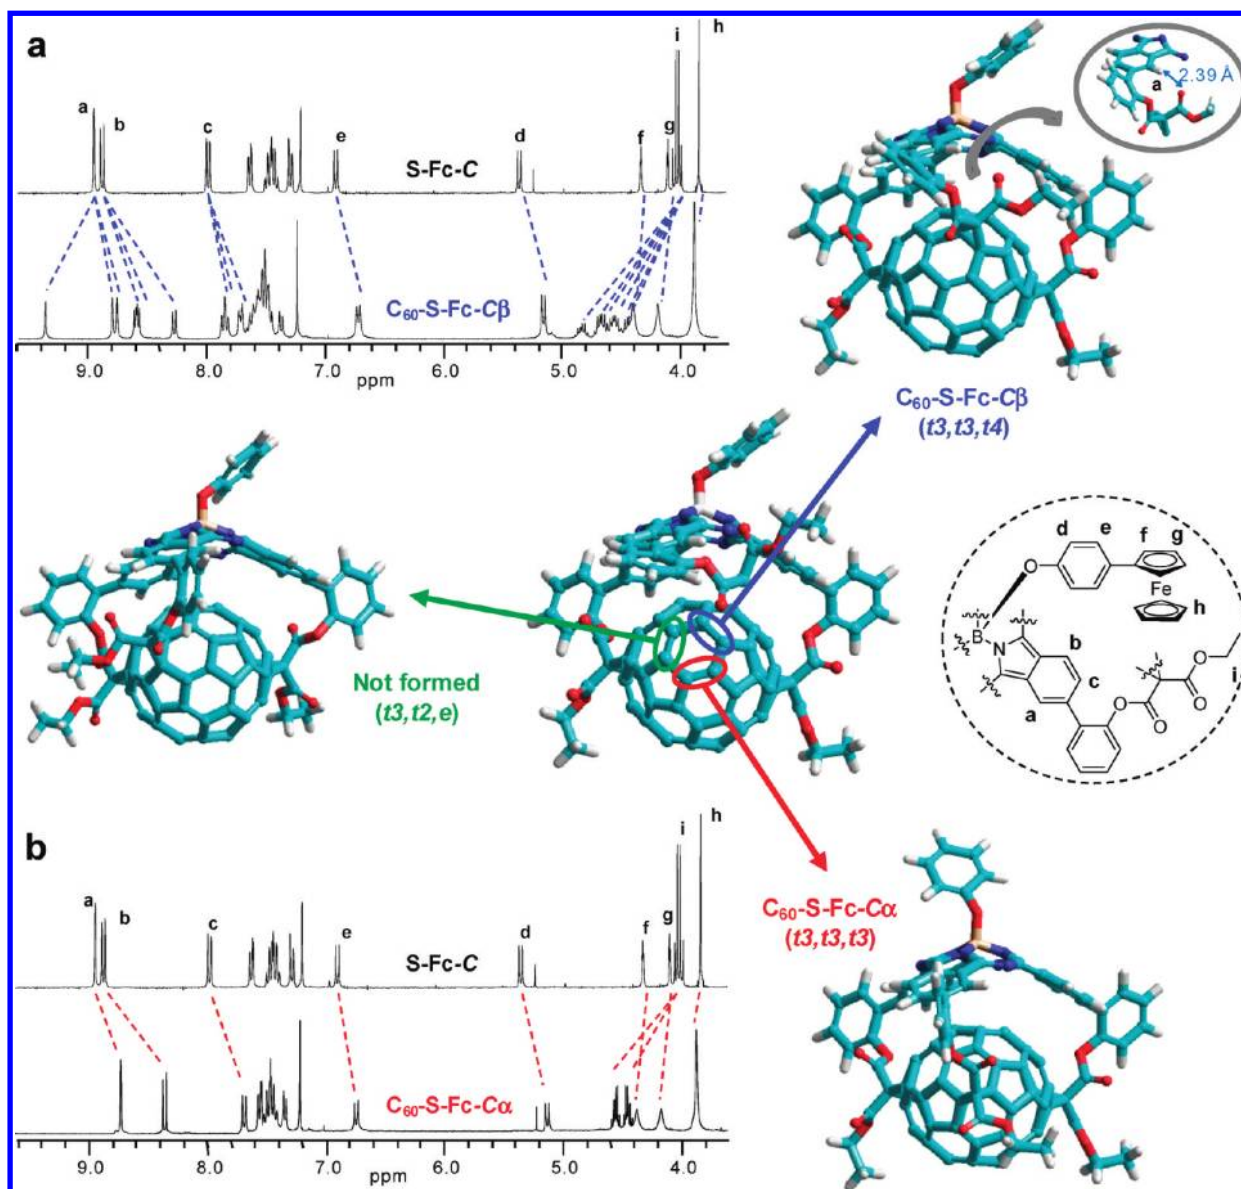 a
a
b
c
e
d
f
g
i
h
S-Fc-C
C60-S-Fc-Cβ
9.0
8.0
7.0
6.0
5.0
4.0
ppm
a
2.39 Å
C60-S-Fc-Cβ
(t3,t3,t4)
Not formed
(t3,t2,e)
d
e
f
g
O
Fe
h
B
N
b
c
a
O
O
O
O
i
b
a
b
c
e
d
f
g
i
h
S-Fc-C
C60-S-Fc-Cα
9.0
8.0
7.0
6.0
5.0
4.0
ppm
C60-S-Fc-Cα
(t3,t3,t3)